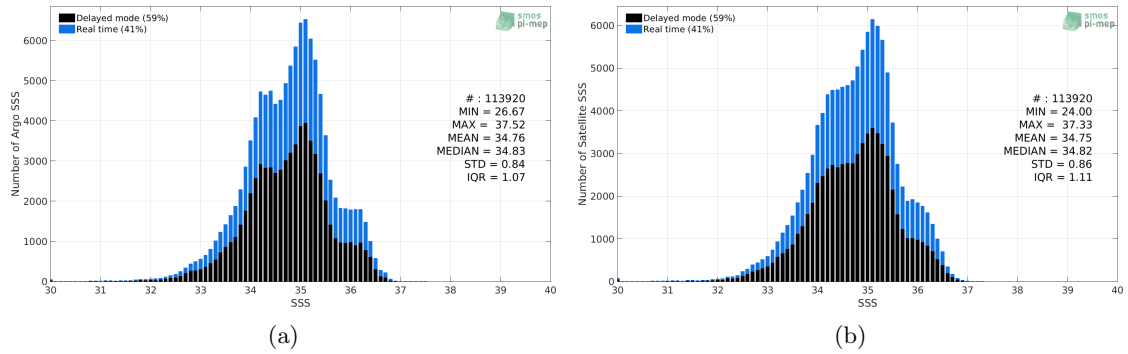 Delayed mode (59%)
Real time (41%)
smos
pi-mep
# : 113920
MIN = 26.67
MAX = 37.52
MEAN = 34.76
MEDIAN = 34.83
STD = 0.84
IQR = 1.07
Number of Argo SSS
6000
5000
4000
3000
2000
1000
0
30 31 32 33 34 35 36 37 38 39 40
SSS
(a)
Delayed mode (59%)
Real time (41%)
smos
pi-mep
# : 113920
MIN = 24.00
MAX = 37.33
MEAN = 34.75
MEDIAN = 34.82
STD = 0.86
IQR = 1.11
Number of Satellite SSS
6000
5000
4000
3000
2000
1000
0
30 31 32 33 34 35 36 37 38 39 40
SSS
(b)